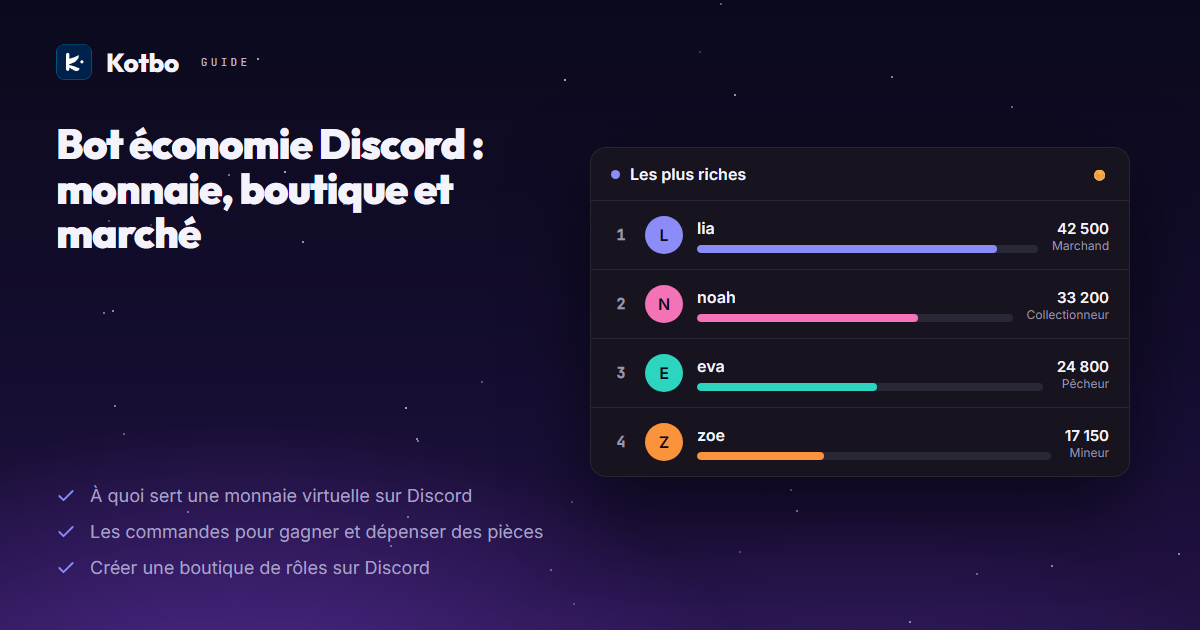 Kotbo GUIDE
Bot économie Discord :
monnaie, boutique et
marché
À quoi sert une monnaie virtuelle sur Discord
Les commandes pour gagner et dépenser des pièces
Créer une boutique de rôles sur Discord
Les plus riches
1 L lia 42 500
Marchand
2 N noah 33 200
Collectionneur
3 E eva 24 800
Pêcheur
4 Z zoe 17 150
Mineur